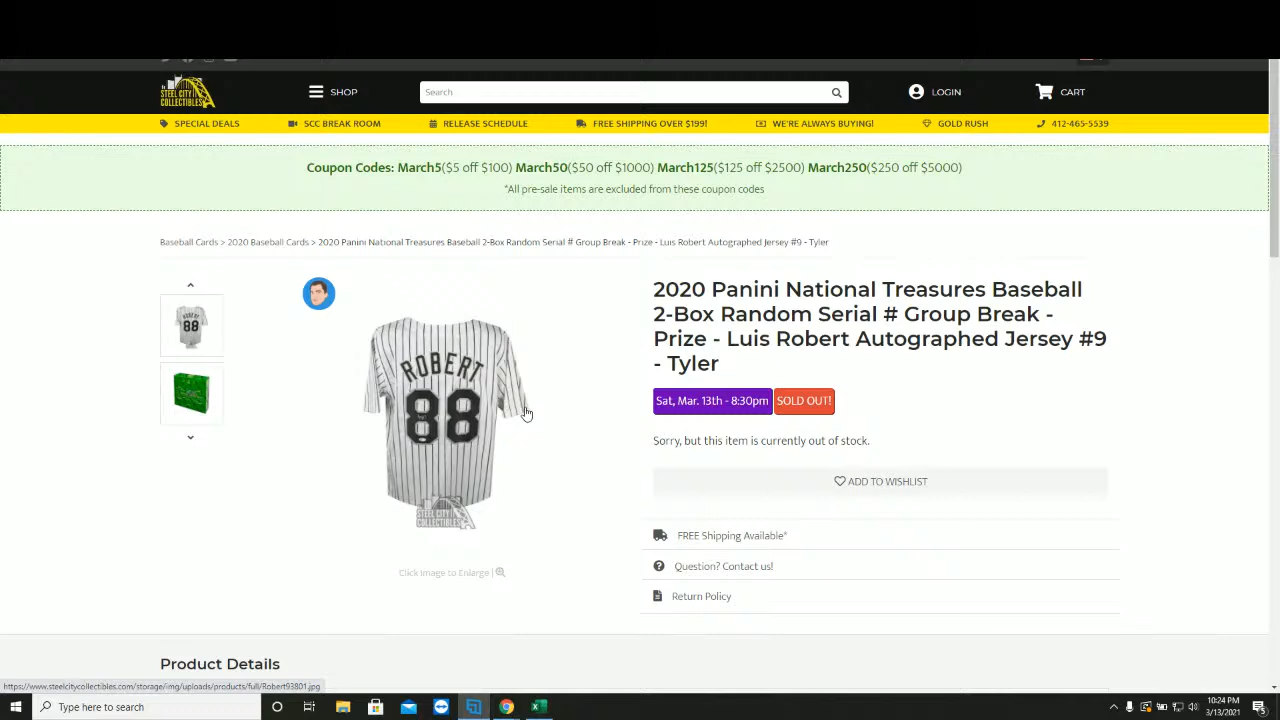 STEEL CITY
COLLECTIBLES
SHOP
Search
LOGIN
CART
SPECIAL DEALS
SCC BREAK ROOM
RELEASE SCHEDULE
FREE SHIPPING OVER $199!
WE'RE ALWAYS BUYING!
GOLD RUSH
412-465-5539
Coupon Codes: March5($5 off $100) March50($50 off $1000) March125($125 off $2500) March250($250 off $5000)
*All pre-sale items are excluded from these coupon codes
Baseball Cards > 2020 Baseball Cards > 2020 Panini National Treasures Baseball 2-Box Random Serial # Group Break - Prize - Luis Robert Autographed Jersey #9 - Tyler
ROBERT
88
ROBERT
88
STEEL CITY
COLLECTIBLES
Click Image to Enlarge |
2020 Panini National Treasures Baseball
2-Box Random Serial # Group Break -
Prize - Luis Robert Autographed Jersey #9
- Tyler
Sat, Mar. 13th - 8:30pm
SOLD OUT!
Sorry, but this item is currently out of stock.
ADD TO WISHLIST
FREE Shipping Available*
Question? Contact us!
Return Policy
Product Details
https://www.steelcitycollectibles.com/storage/img/uploads/products/full/Robert93801.jpg
Type here to search
10:24 PM
3/13/2021